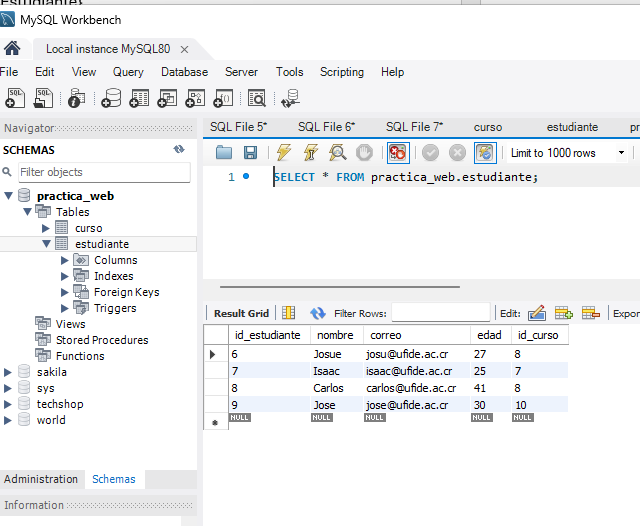 Estudiante}.
MySQL Workbench
Local instance MySQL80
File Edit View Query Database Server Tools Scripting Help
Navigator
SCHEMAS
Filter objects
practica_web
Tables
curso
estudiante
Columns
Indexes
Foreign Keys
Triggers
Views
Stored Procedures
Functions
sakila
sys
techshop
world
Administration Schemas
Information
SQL File 5* SQL File 6* SQL File 7* curso estudiante pr
Limit to 1000 rows
1 SELECT * FROM practica_web.estudiante;
Result Grid Filter Rows: Edit: Expor
id_estudiante nombre correo edad id_curso
6 Josue josu@ufide.ac.cr 27 8
7 Isaac isaac@ufide.ac.cr 25 7
8 Carlos carlos@ufide.ac.cr 41 8
9 Jose jose@ufide.ac.cr 30 10
NULL NULL NULL NULL NULL